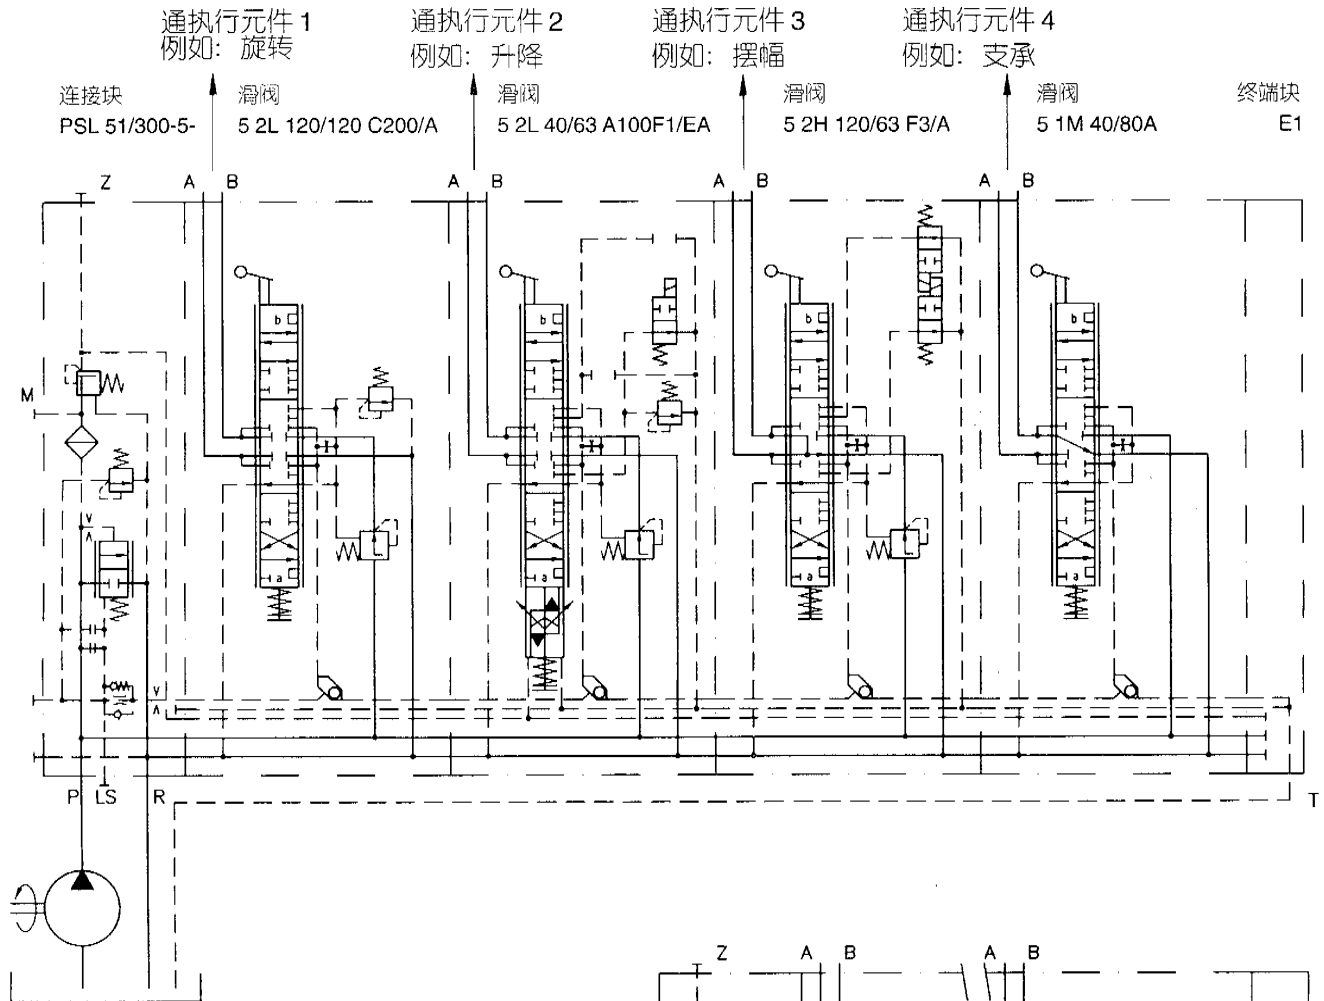 通执行元件1
例如：旋转
通执行元件2
例如：升降
通执行元件3
例如：摆幅
通执行元件4
例如：支承
连接块
PSL 51/300-5-
滑阀
5 2L 120/120 C200/A
滑阀
5 2L 40/63 A100F1/EA
滑阀
5 2H 120/63 F3/A
滑阀
5 1M 40/80A
终端块
E1
Z
A B
A B
A B
A B
b
b
b
b
M
a
a
a
a
P LS R
T
Z
A B
A B